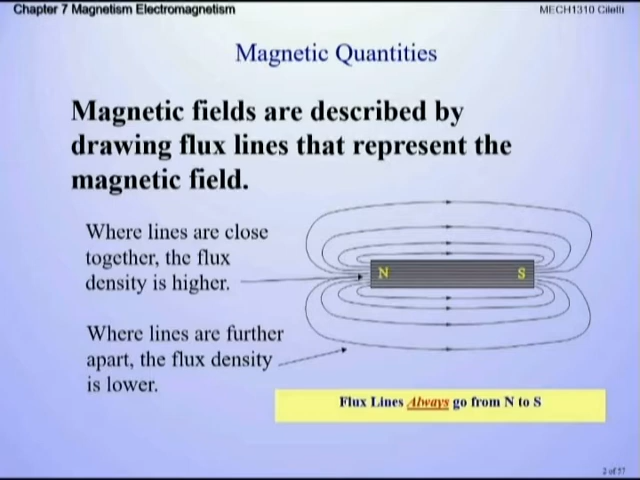 Chapter 7 Magnetism Electromagnetism
MECH1310 Ciletti
Magnetic Quantities
Magnetic fields are described by
drawing flux lines that represent the
magnetic field.
Where lines are close
together, the flux
density is higher.
N
S
Where lines are further
apart, the flux density
is lower.
Flux Lines Always go from N to S